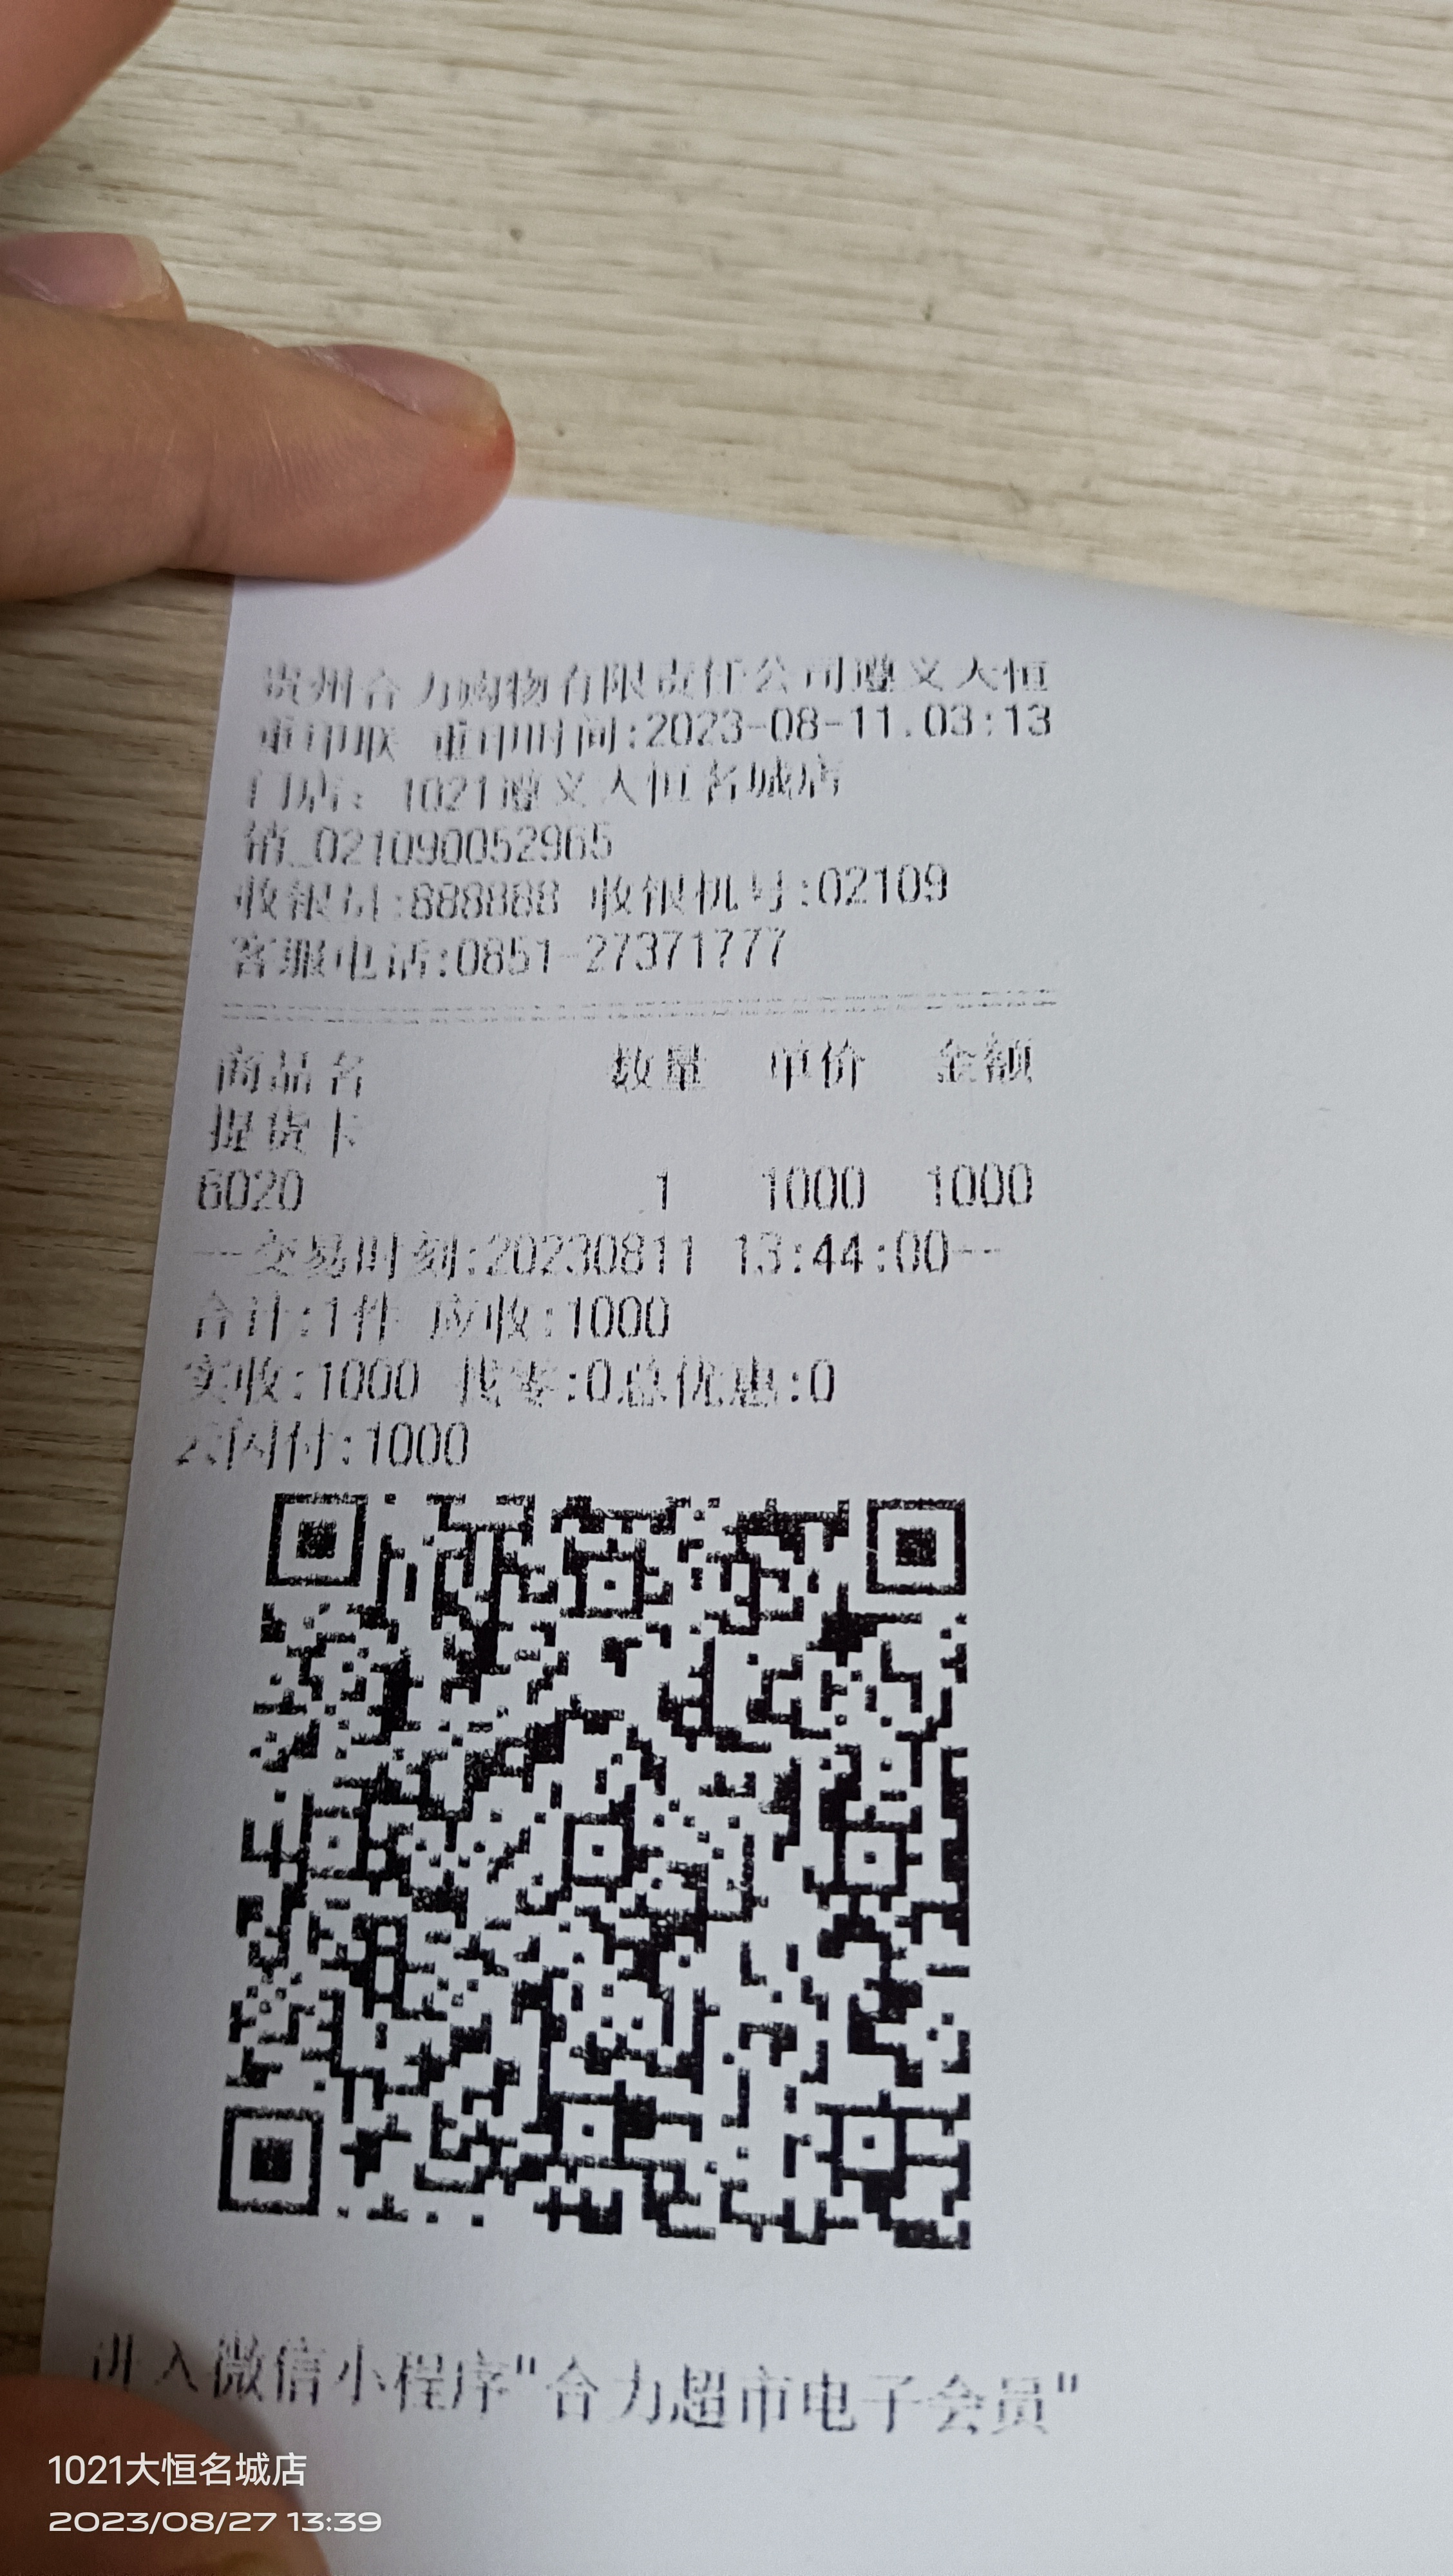 贵州合力购物有限责任公司遵义大恒
重印联 重印时间:2023-08-11.03:13
门店: 1021遵义大恒名城店
销_021090052965
收银员:888888 收银机号:02109
客服电话:0851-27371777
商品名 数量 单价 金额
提货卡
6020 1 1000 1000
--交易时刻:20230811 13:44:00--
合计:1件 应收:1000
实收:1000 找零:0总优惠:0
云闪付:1000
进入微信小程序"合力超市电子会员"
1021大恒名城店
2023/08/27 13:39